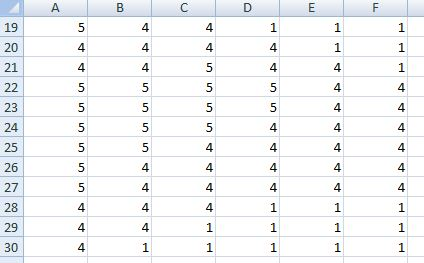 A B C D E F
19 5 4 4 1 1 1
20 4 4 4 4 1 1
21 4 4 5 4 4 1
22 5 5 5 5 4 4
23 5 5 5 5 4 4
24 5 5 5 4 4 4
25 5 5 4 4 4 4
26 5 4 4 4 4 4
27 5 4 4 4 4 4
28 4 4 4 1 1 1
29 4 4 1 1 1 1
30 4 1 1 1 1 1